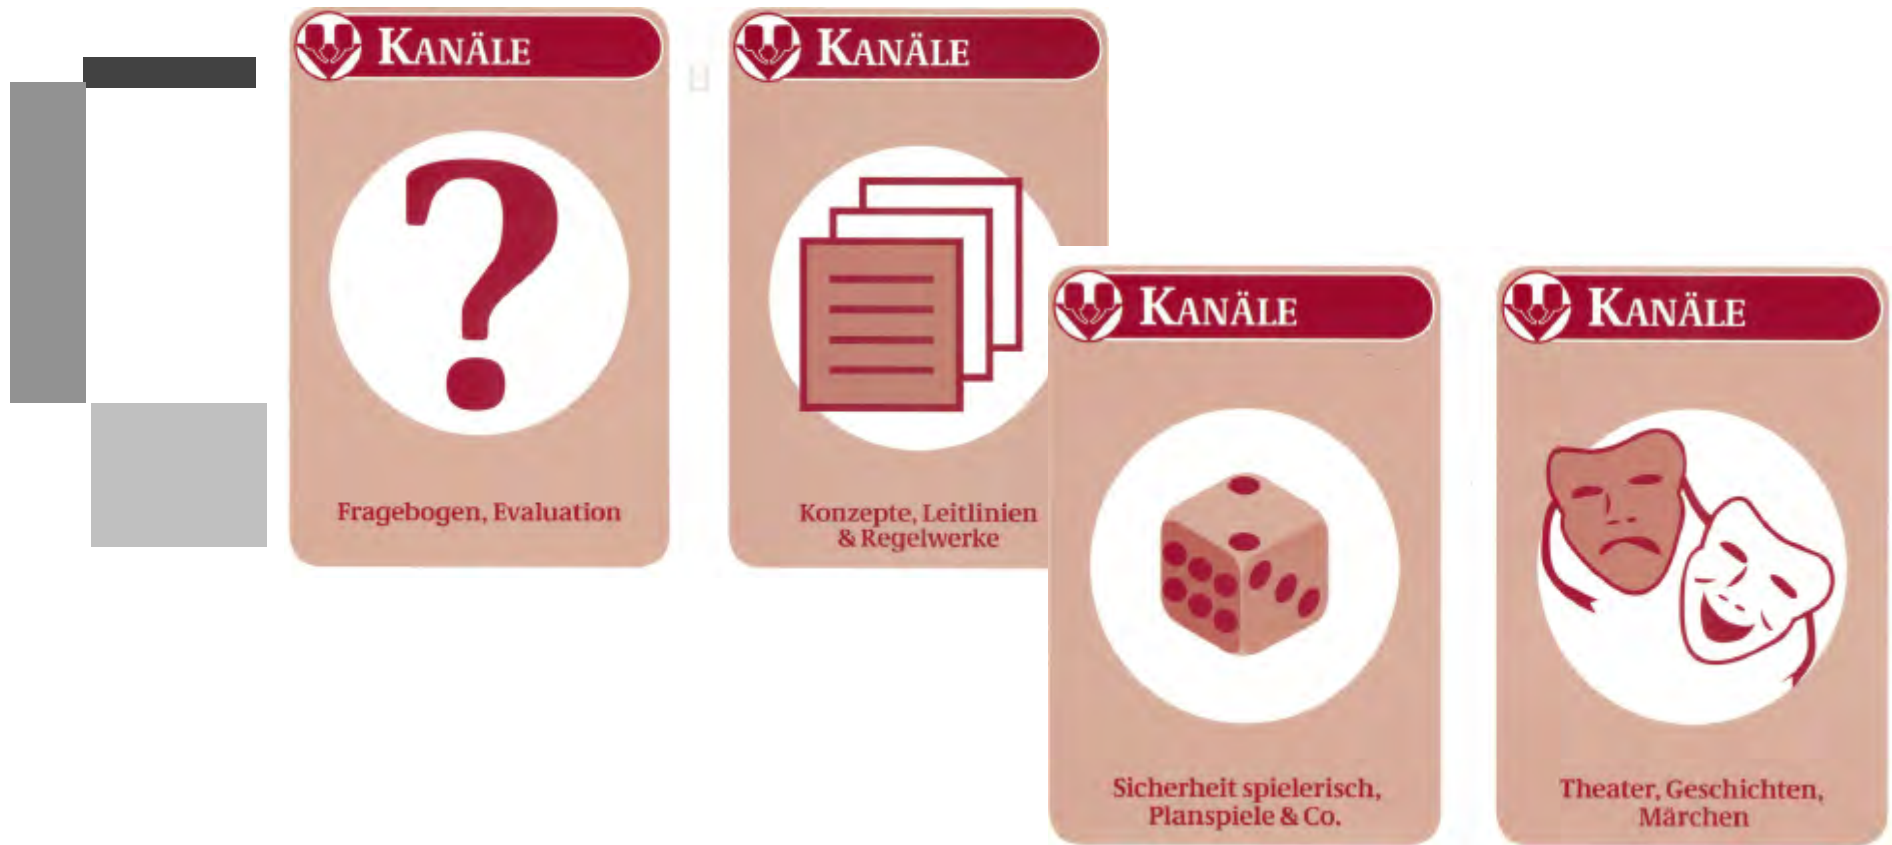 KANÄLE
Fragebogen, Evaluation
KANÄLE
Konzepte, Leitlinien
& Regelwerke
KANÄLE
Sicherheit spielerisch,
Planspiele & Co.
KANÄLE
Theater, Geschichten,
Märchen